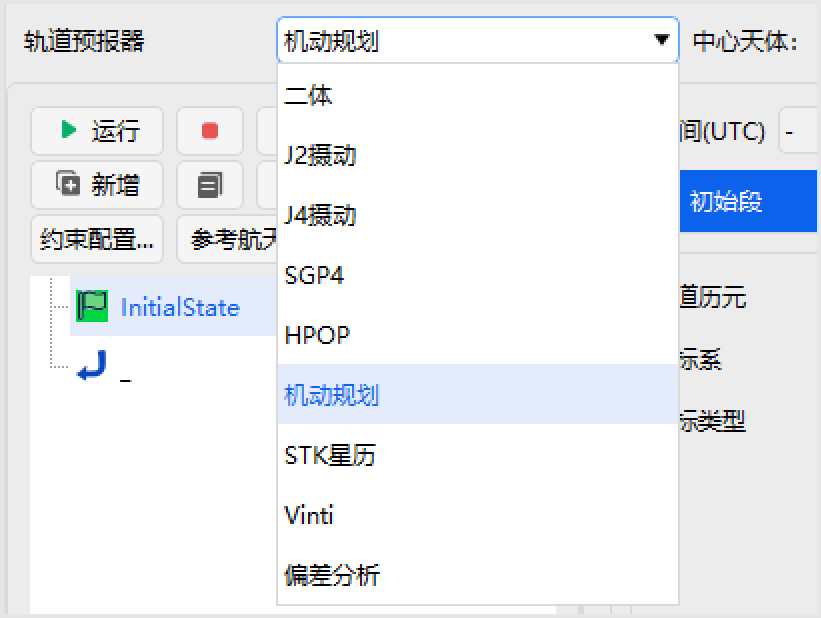 轨道预报器 机动规划 中心天体:
二体
运行 间(UTC) -
J2摄动
新增 初始段
J4摄动
约束配置... 参考航天
SGP4
InitialState 道历元
HPOP
标系
_
机动规划
标类型
STK星历
Vinti
偏差分析